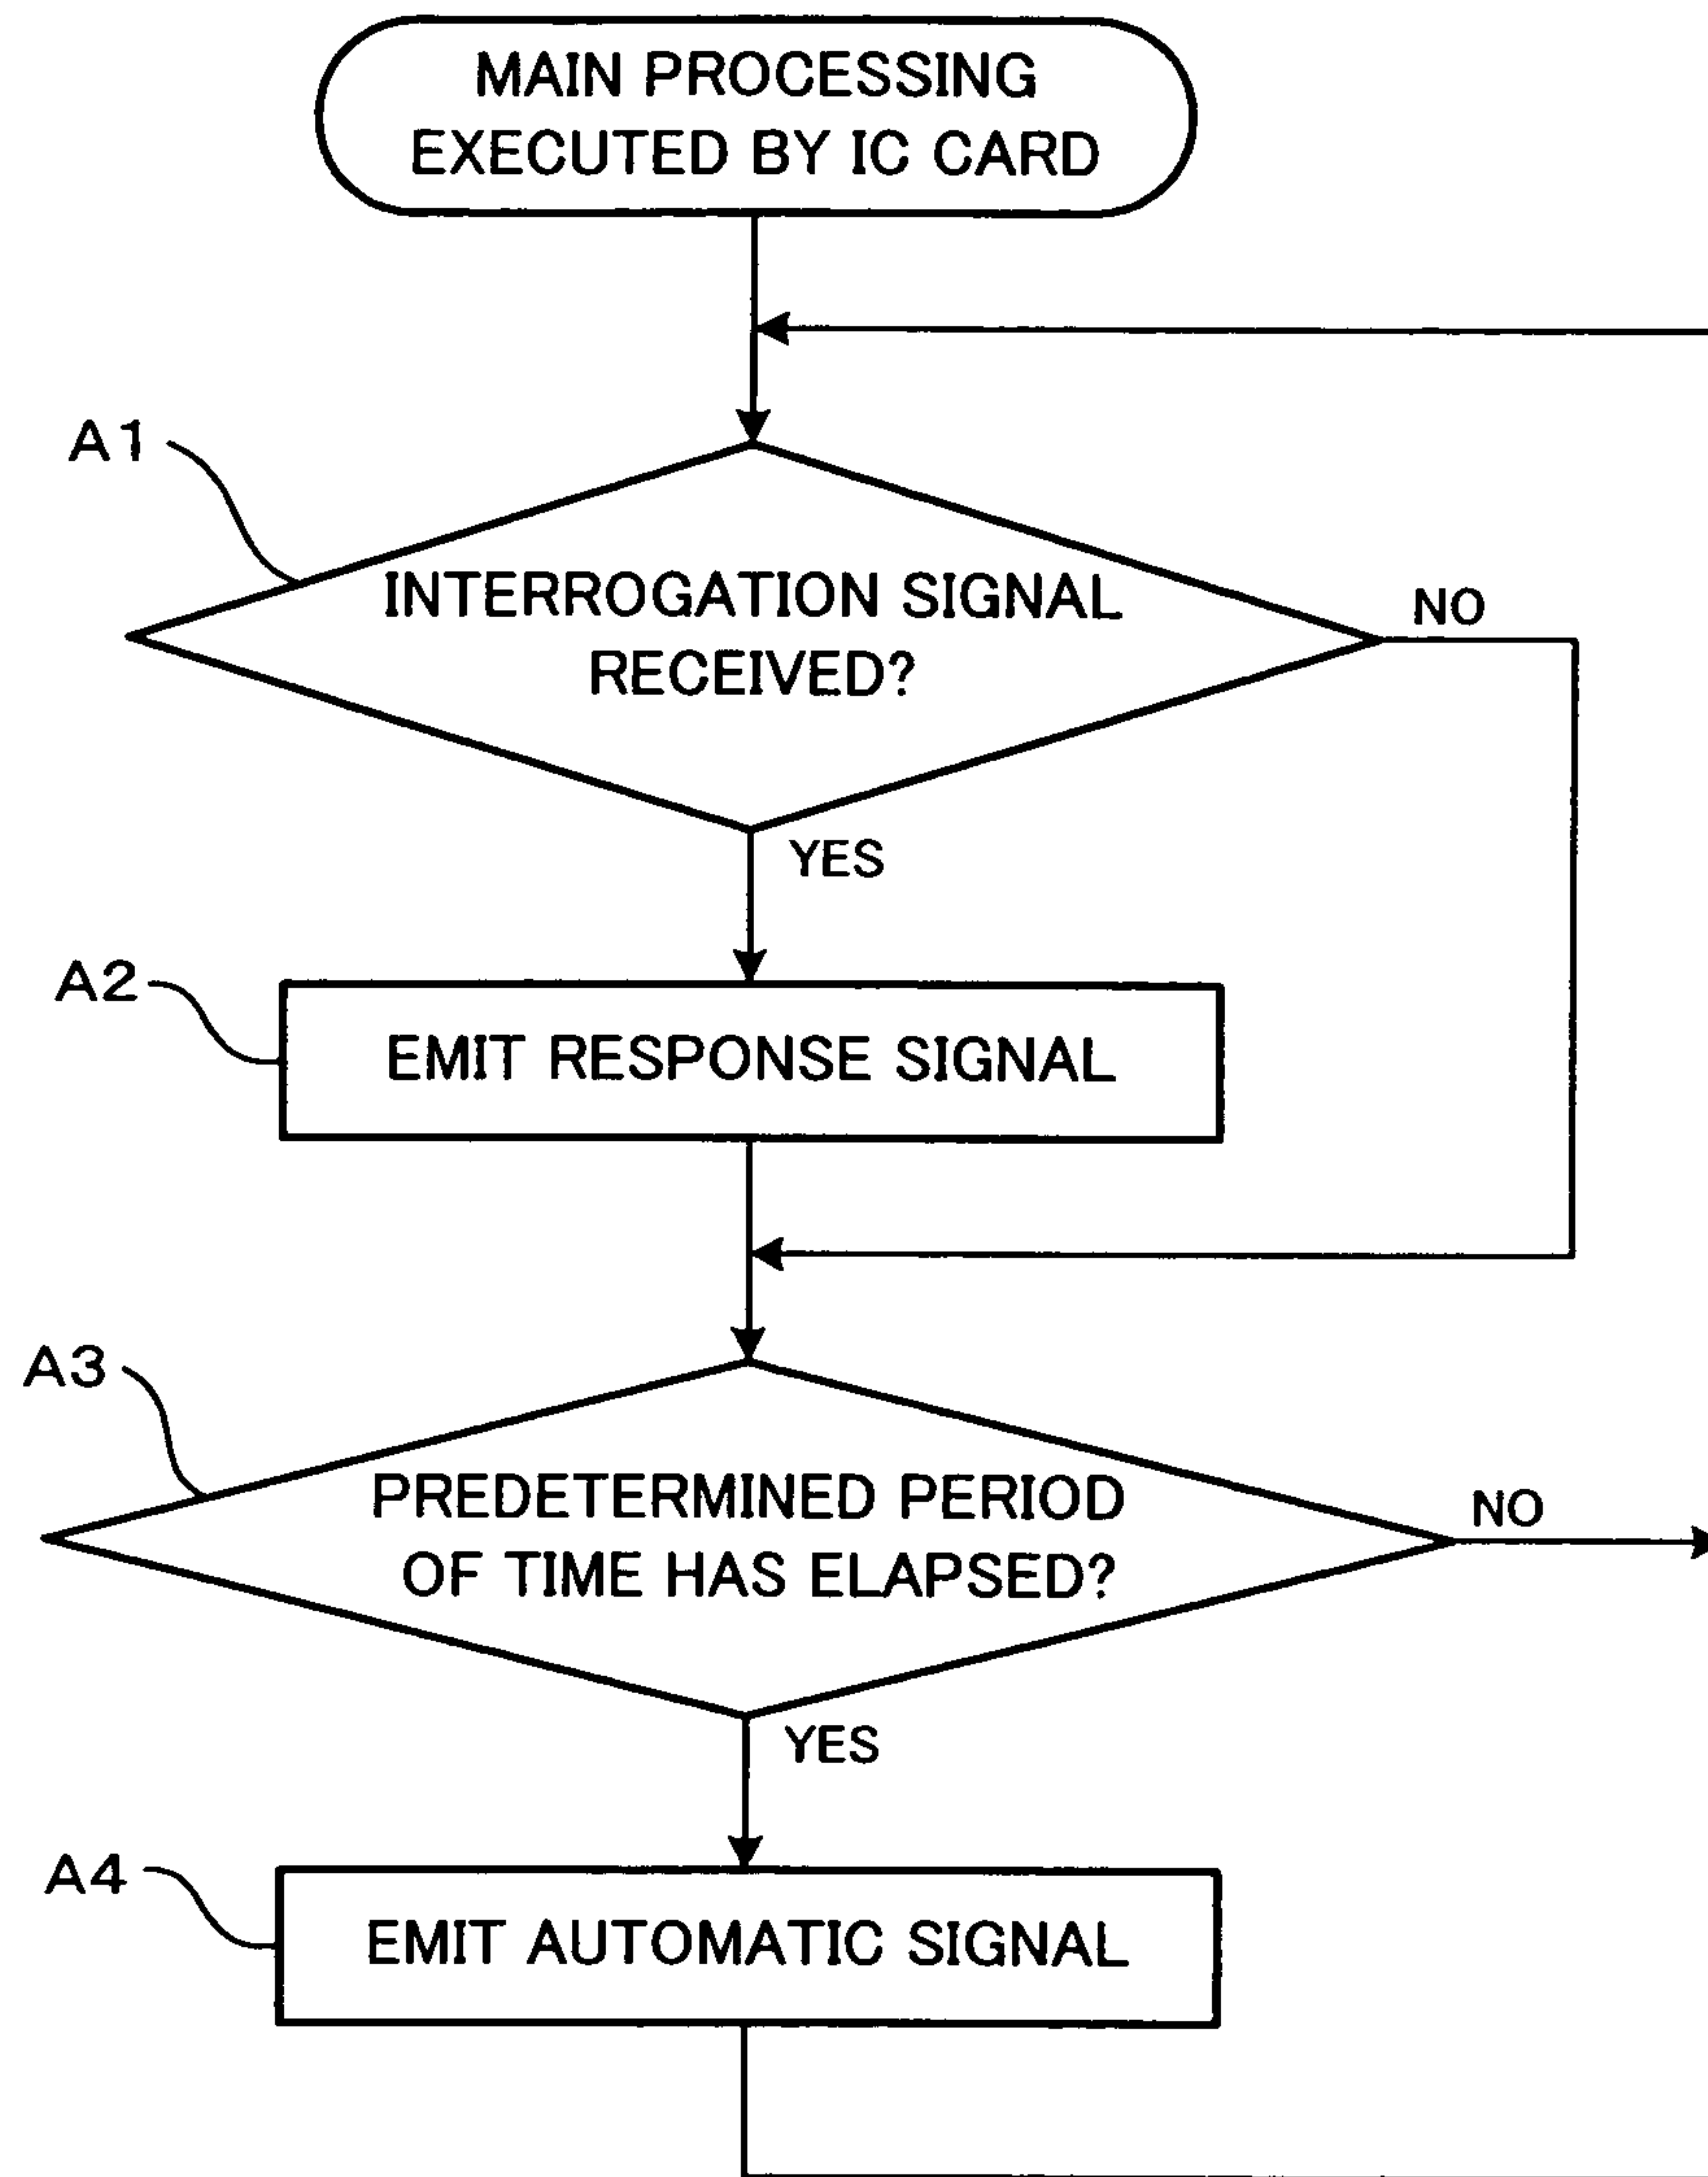 MAIN PROCESSING
EXECUTED BY IC CARD
A1
INTERROGATION SIGNAL
RECEIVED?
NO
YES
A2
EMIT RESPONSE SIGNAL
A3
PREDETERMINED PERIOD
OF TIME HAS ELAPSED?
NO
YES
A4
EMIT AUTOMATIC SIGNAL